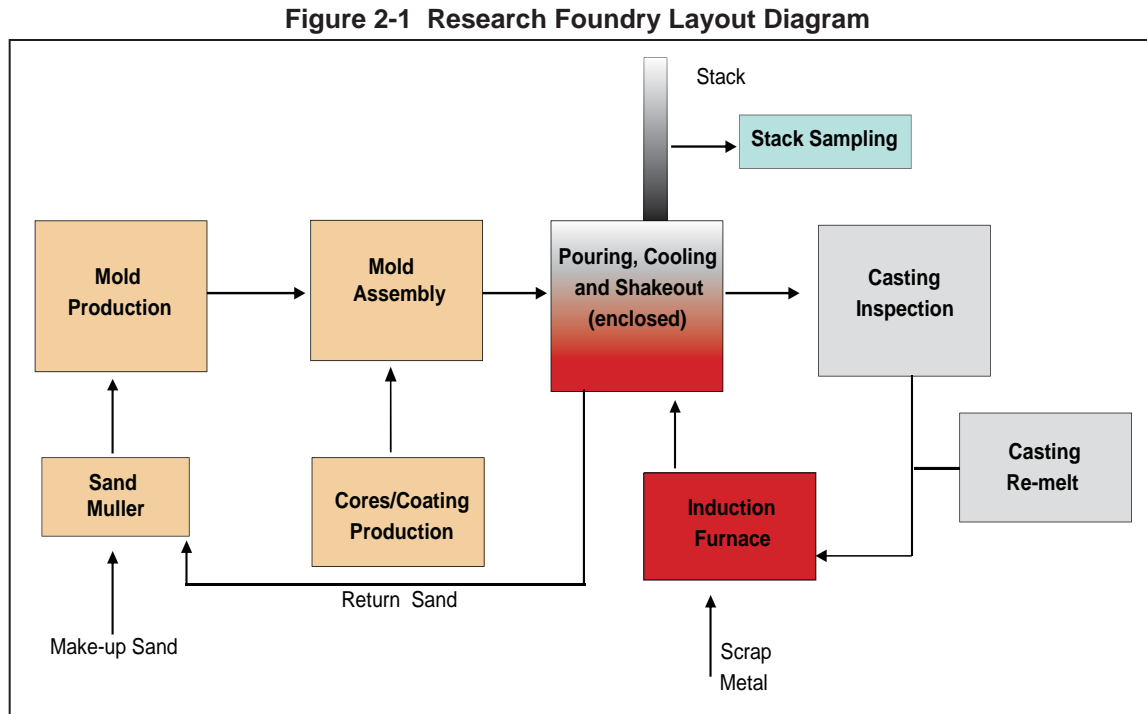 Figure 2-1 Research Foundry Layout Diagram
Stack
Stack Sampling
Mold
Production
Mold
Assembly
Pouring, Cooling
and Shakeout
(enclosed)
Casting
Inspection
Sand
Muller
Cores/Coating
Production
Induction
Furnace
Casting
Re-melt
Return Sand
Make-up Sand
Scrap
Metal